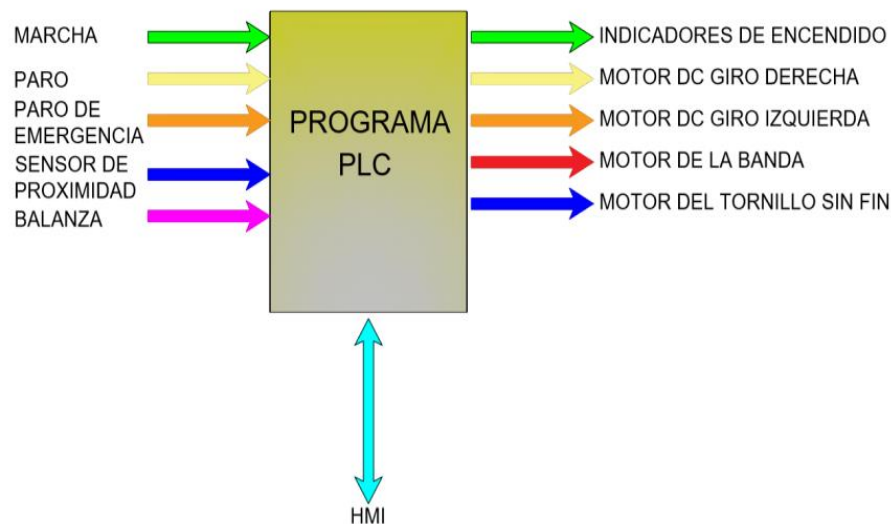 MARCHA
PARO
PARO DE
EMERGENCIA
SENSOR DE
PROXIMIDAD
BALANZA
PROGRAMA
PLC
INDICADORES DE ENCENDIDO
MOTOR DC GIRO DERECHA
MOTOR DC GIRO IZQUIERDA
MOTOR DE LA BANDA
MOTOR DEL TORNILLO SIN FIN
HMI